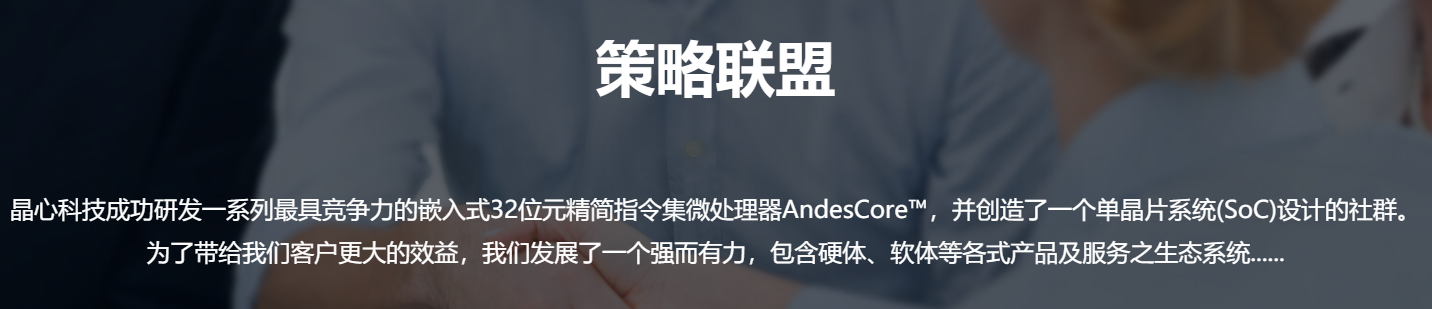 策略联盟
晶心科技成功研发一系列最具竞争力的嵌入式32位元精简指令集微处理器AndesCore™，并创造了一个单晶片系统(SoC)设计的社群。
为了带给我们客户更大的效益，我们发展了一个强而有力，包含硬体、软体等各式产品及服务之生态系统......